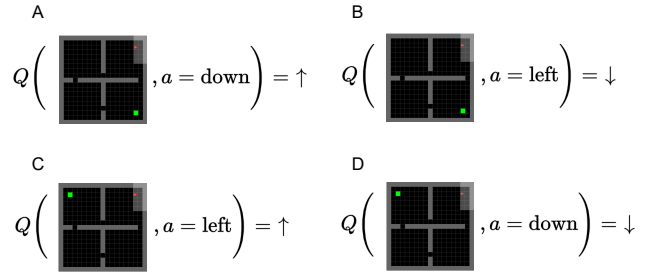 A
Q( , a = down) = ↑
B
Q( , a = left) = ↓
C
Q( , a = left) = ↑
D
Q( , a = down) = ↓